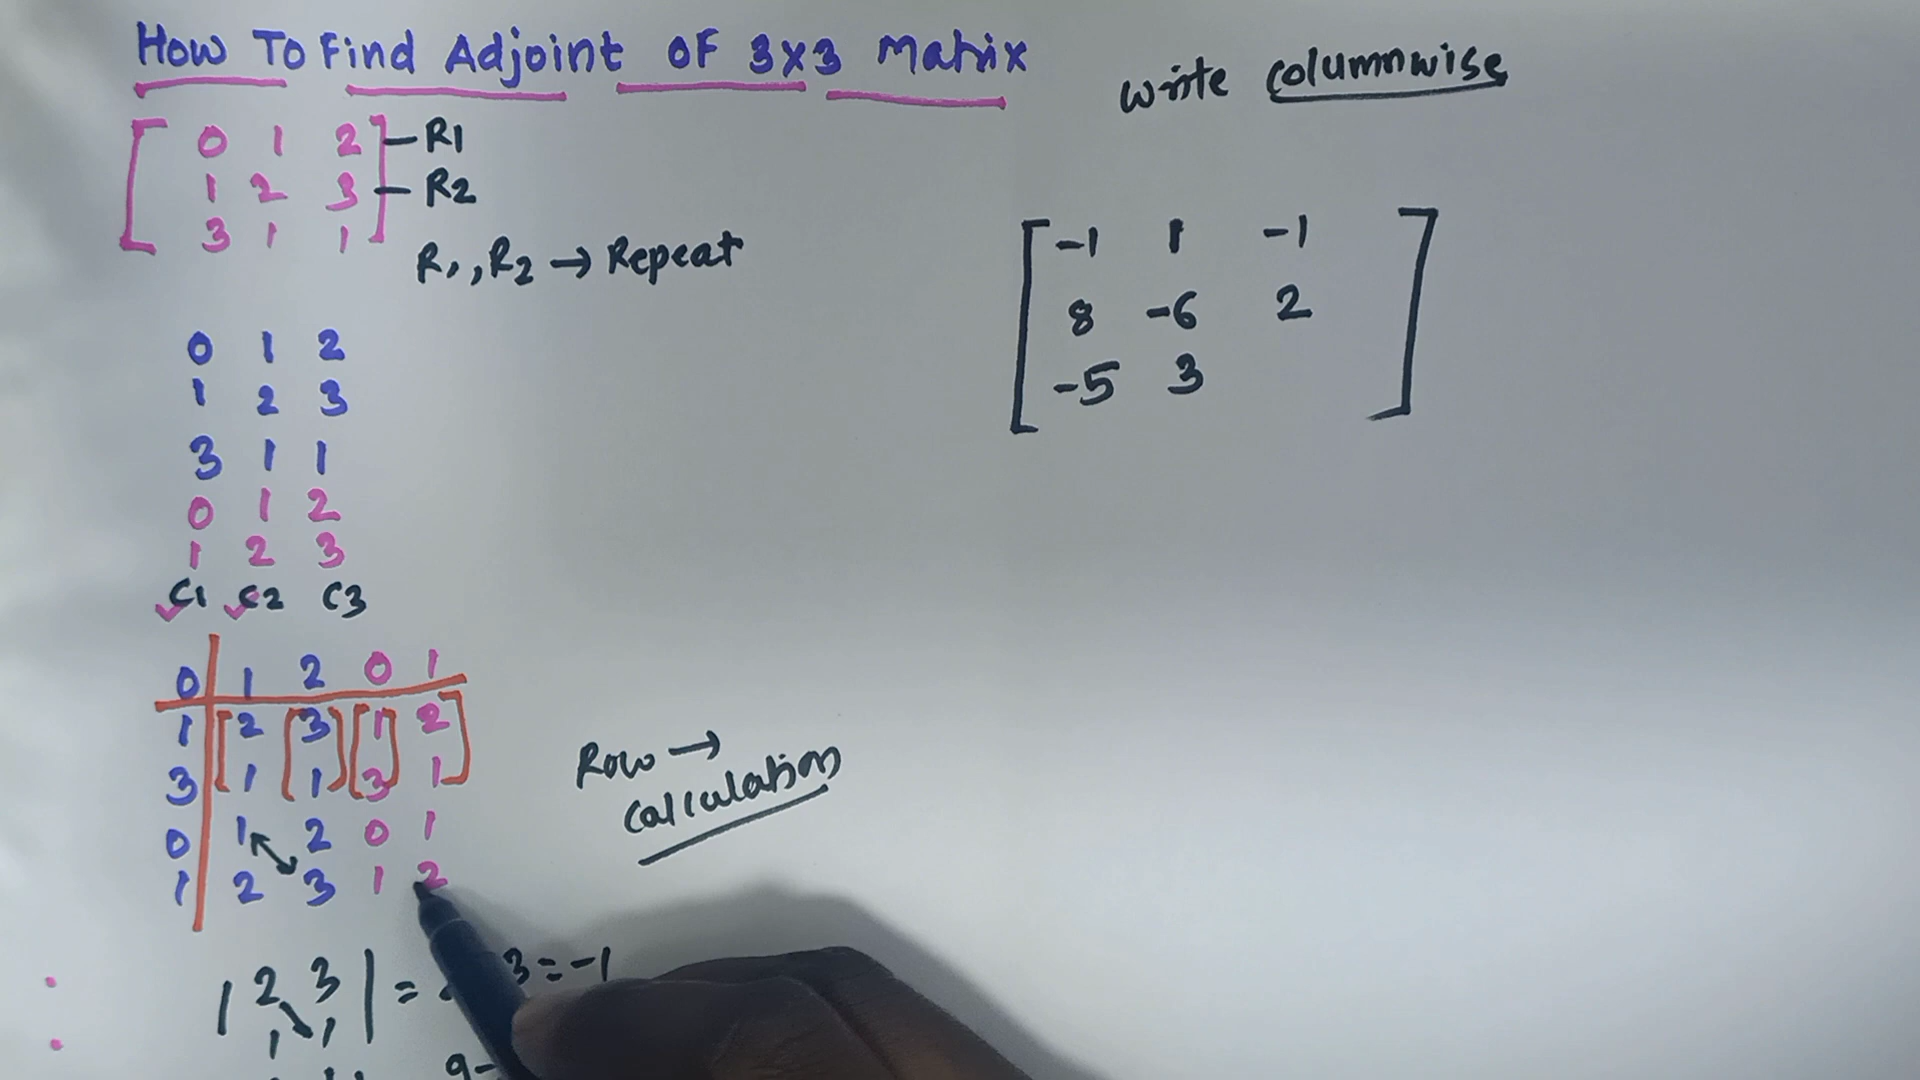 How To Find Adjoint OF 3x3 Matrix
write columnwise
0 1 2 - R1
1 2 3 - R2
3 1 1
R1, R2 → Repeat
-1 1 -1
8 -6 2
-5 3
0 1 2
1 2 3
3 1 1
0 1 2
1 2 3
C1 C2 C3
0 1 2 0 1
1 2 3 1 2
3 1 1 3 1
0 1 2 0 1
1 2 3 1 2
Row →
calculation
| 2 3 | = 3 = -1
1 1
9-